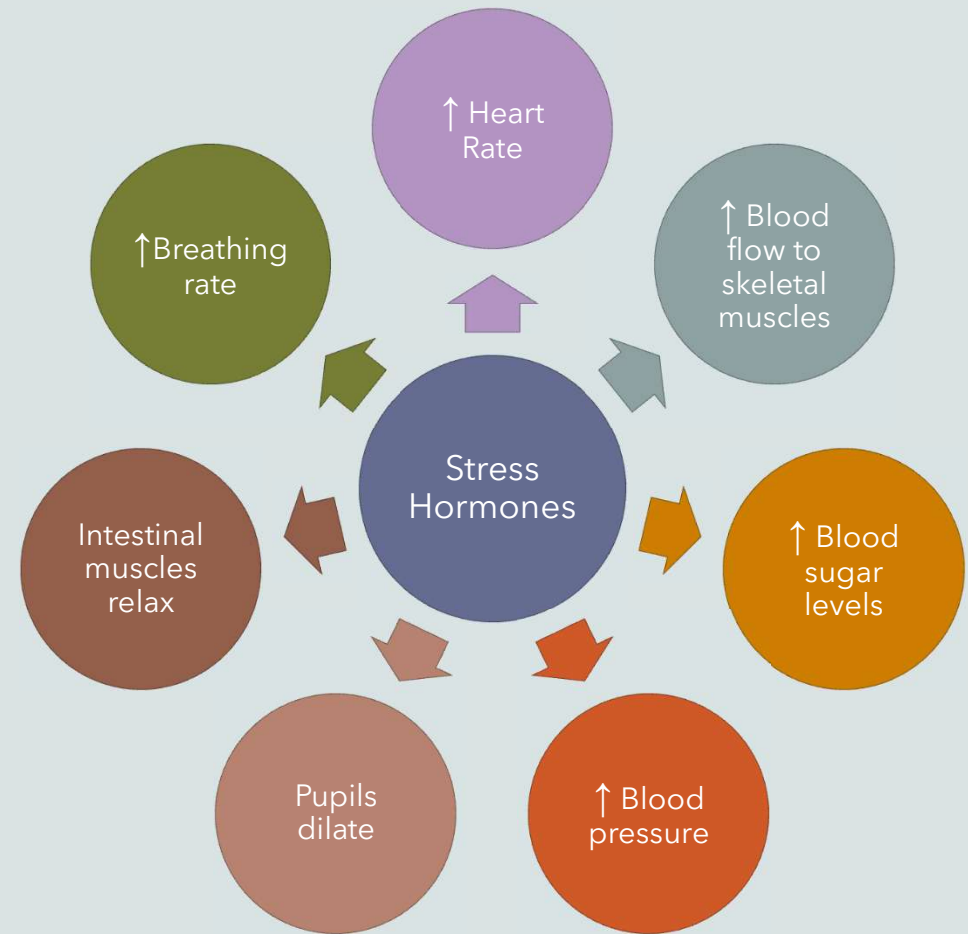 ↑ Heart
Rate
↑ Blood
flow to
skeletal
muscles
↑ Blood
sugar
levels
↑ Blood
pressure
Pupils
dilate
Intestinal
muscles
relax
↑Breathing
rate
Stress
Hormones